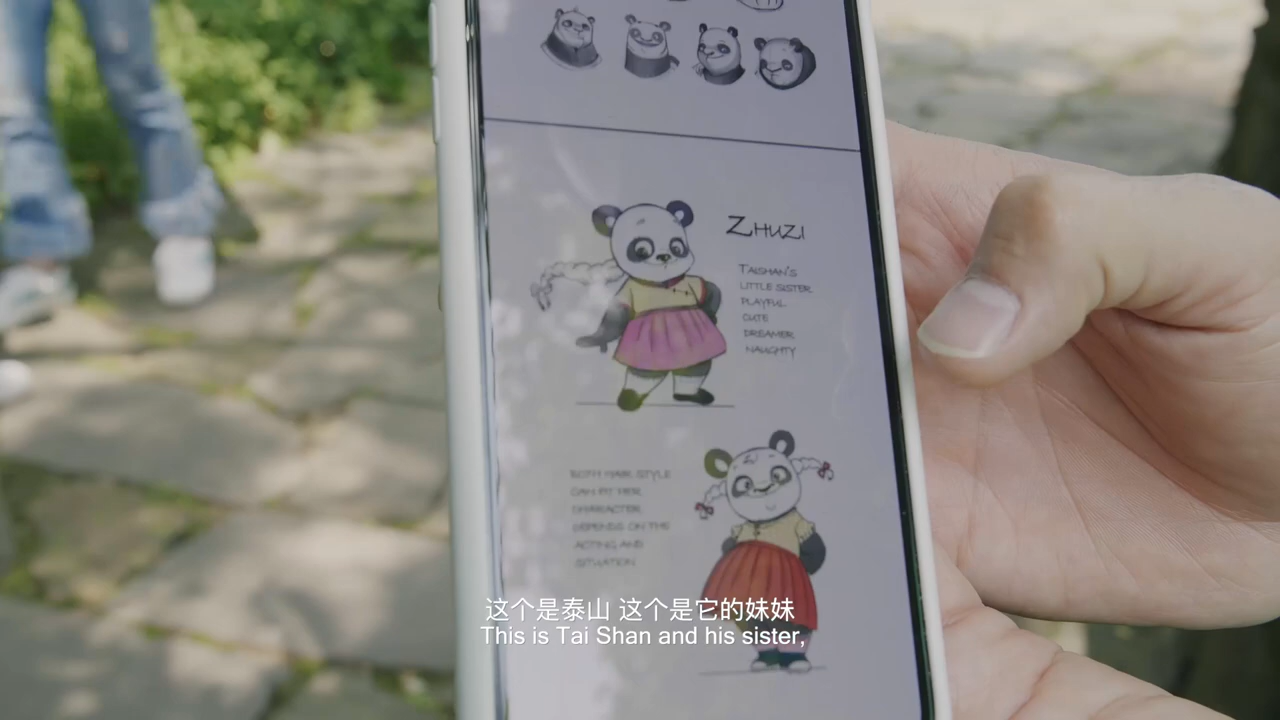 ZHUZI
TAISHAN'S
LITTLE SISTER
PLAYFUL
CUTE
DREAMER
NAUGHTY
BOTH HAIR STYLE
CAN FIT HER
CHARACTER
DEPENDS ON THE
ACTING AND
SITUATION
这个是泰山 这个是它的妹妹
This is Tai Shan and his sister,